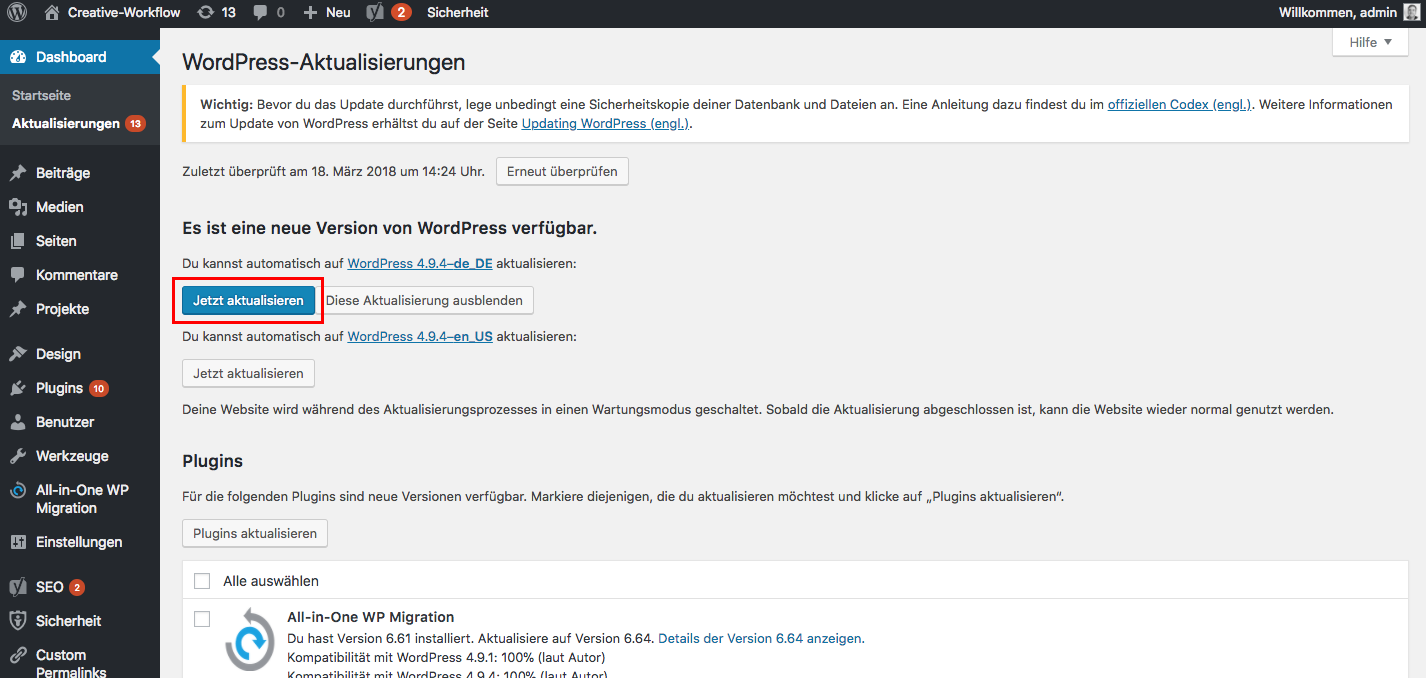 Creative-Workflow 13 0 Neu 2 Sicherheit Willkommen, admin
Hilfe
Dashboard
Startseite
Aktualisierungen 13
Beiträge
Medien
Seiten
Kommentare
Projekte
Design
Plugins 10
Benutzer
Werkzeuge
All-in-One WP
Migration
Einstellungen
SEO 2
Sicherheit
Custom
Permalinks
WordPress-Aktualisierungen
Wichtig: Bevor du das Update durchführst, lege unbedingt eine Sicherheitskopie deiner Datenbank und Dateien an. Eine Anleitung dazu findest du im offiziellen Codex (engl.). Weitere Informationen
zum Update von WordPress erhältst du auf der Seite Updating WordPress (engl.).
Zuletzt überprüft am 18. März 2018 um 14:24 Uhr. Erneut überprüfen
Es ist eine neue Version von WordPress verfügbar.
Du kannst automatisch auf WordPress 4.9.4–de_DE aktualisieren:
Jetzt aktualisieren Diese Aktualisierung ausblenden
Du kannst automatisch auf WordPress 4.9.4–en_US aktualisieren:
Jetzt aktualisieren
Deine Website wird während des Aktualisierungsprozesses in einen Wartungsmodus geschaltet. Sobald die Aktualisierung abgeschlossen ist, kann die Website wieder normal genutzt werden.
Plugins
Für die folgenden Plugins sind neue Versionen verfügbar. Markiere diejenigen, die du aktualisieren möchtest und klicke auf „Plugins aktualisieren“.
Plugins aktualisieren
Alle auswählen
All-in-One WP Migration
Du hast Version 6.61 installiert. Aktualisiere auf Version 6.64. Details der Version 6.64 anzeigen.
Kompatibilität mit WordPress 4.9.1: 100% (laut Autor)
Kompatibilität mit WordPress 4.9.4: 100% (laut Autor)